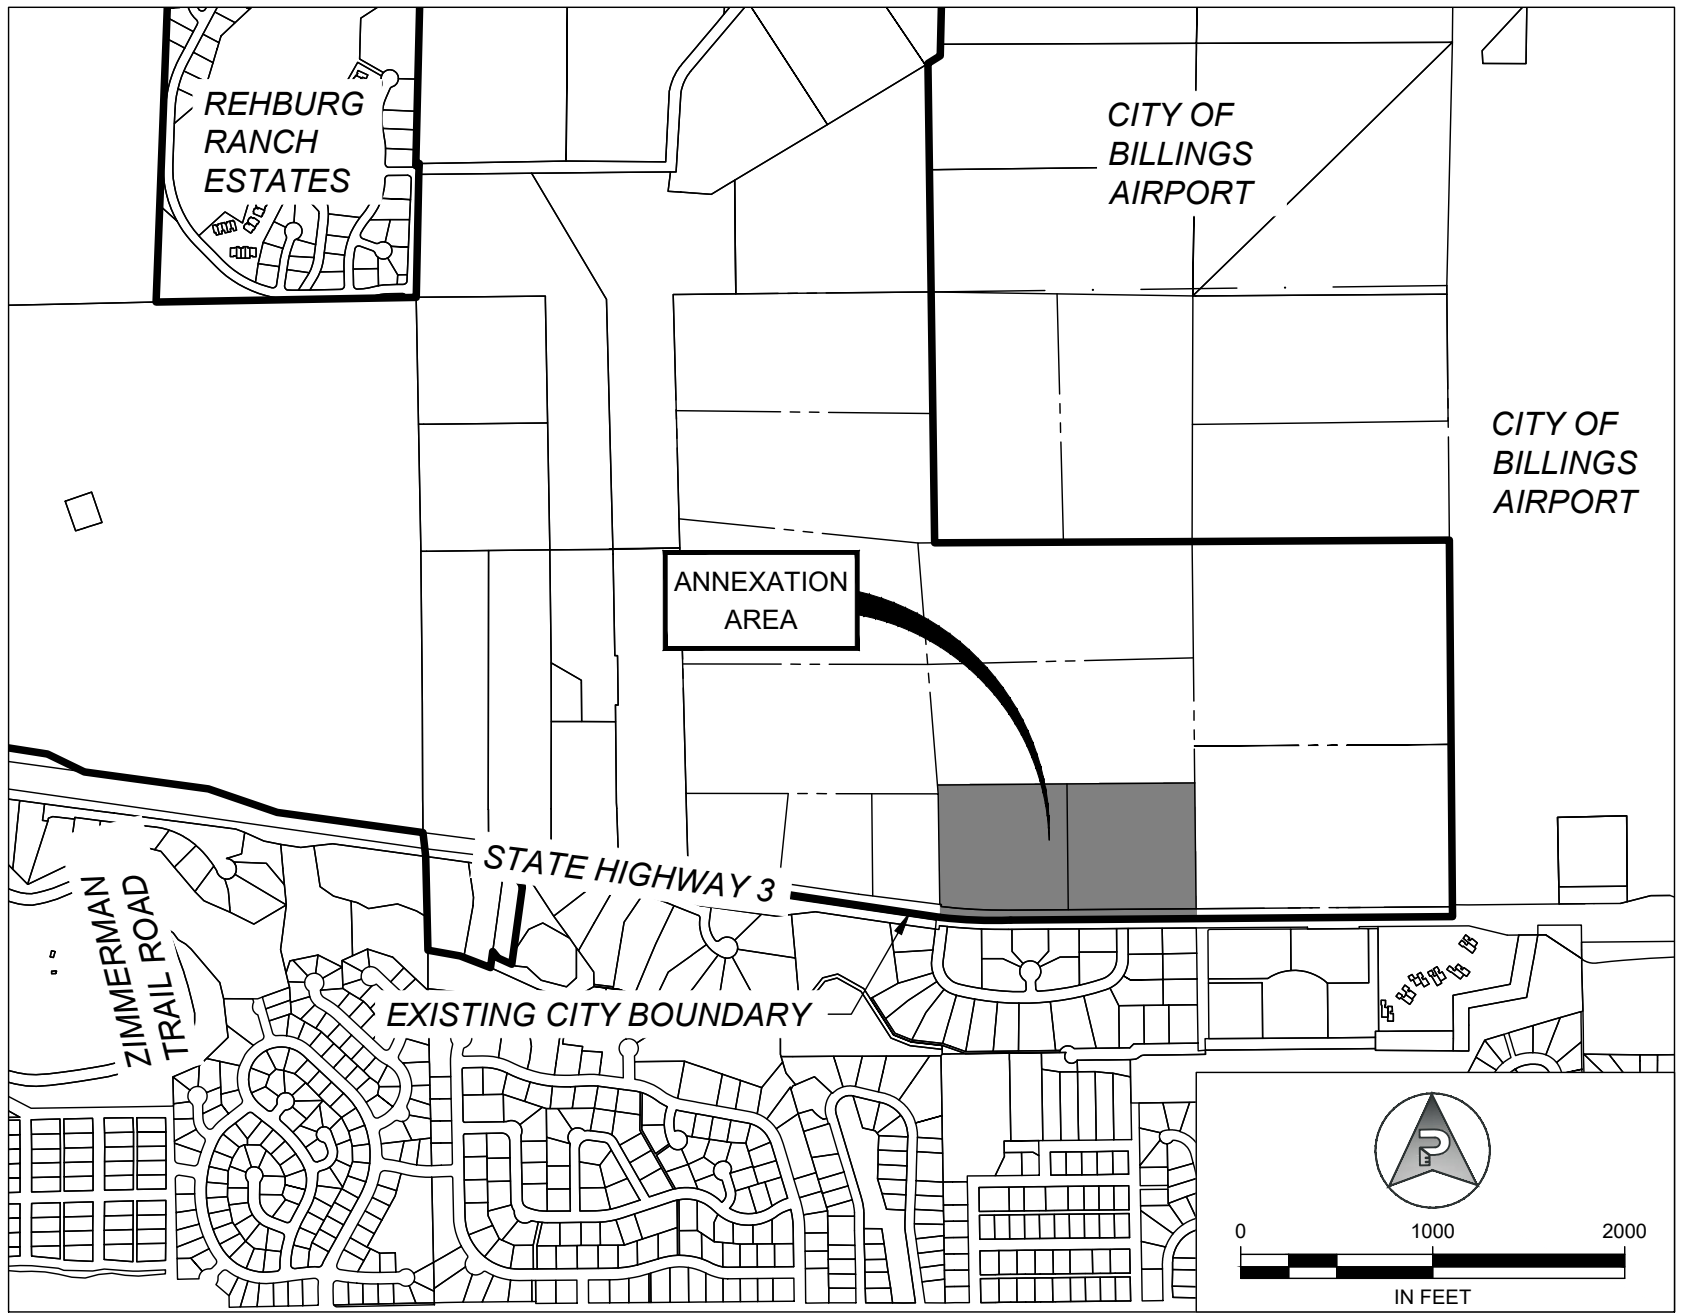 REHBURG
RANCH
ESTATES
CITY OF
BILLINGS
AIRPORT
CITY OF
BILLINGS
AIRPORT
ANNEXATION
AREA
STATE HIGHWAY 3
ZIMMERMAN
TRAIL ROAD
EXISTING CITY BOUNDARY
0 1000 2000
IN FEET